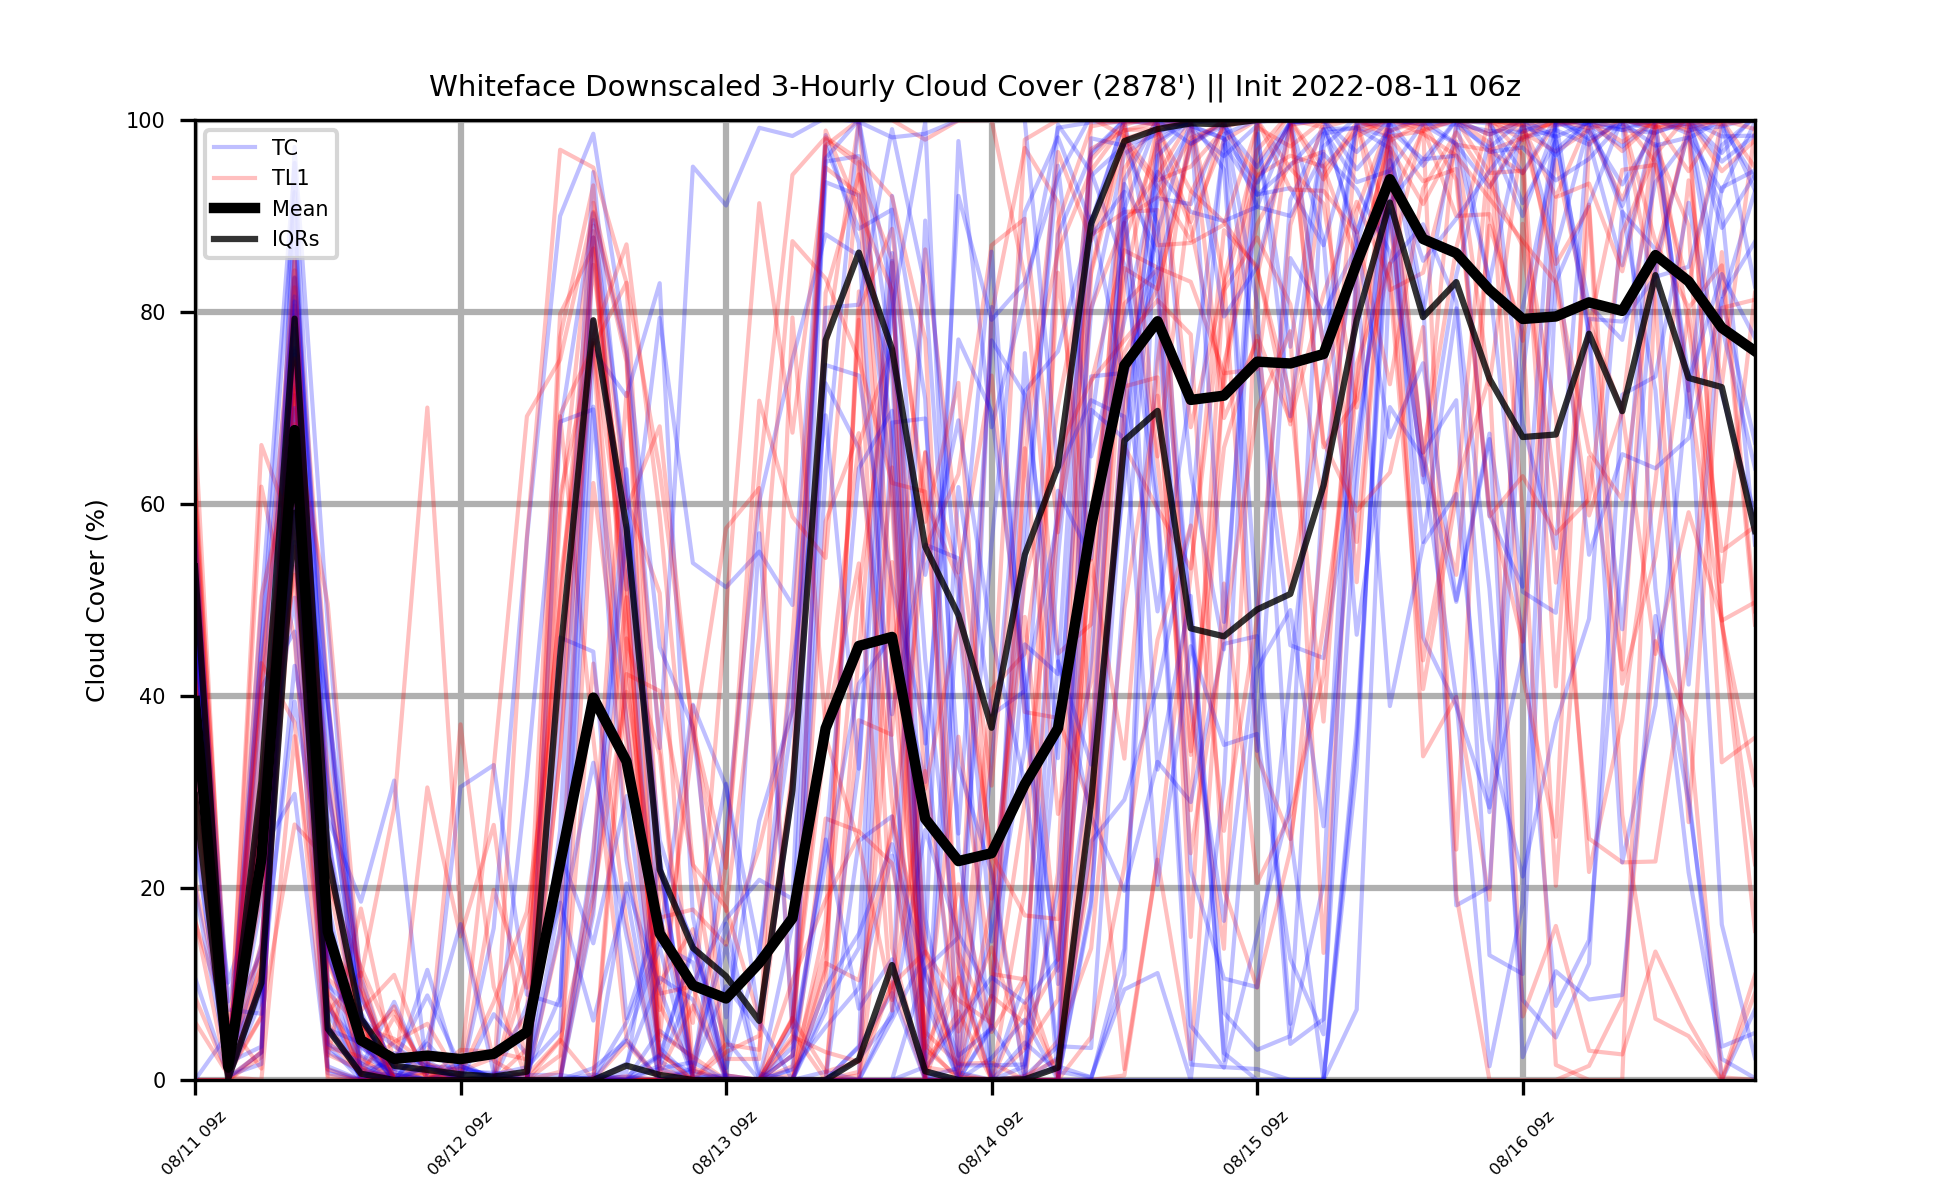 Whiteface Downscaled 3-Hourly Cloud Cover (2878') || Init 2022-08-11 06z
TC
TL1
Mean
IQRs
Cloud Cover (%)
100
80
60
40
20
0
08/11 09z
08/12 09z
08/13 09z
08/14 09z
08/15 09z
08/16 09z